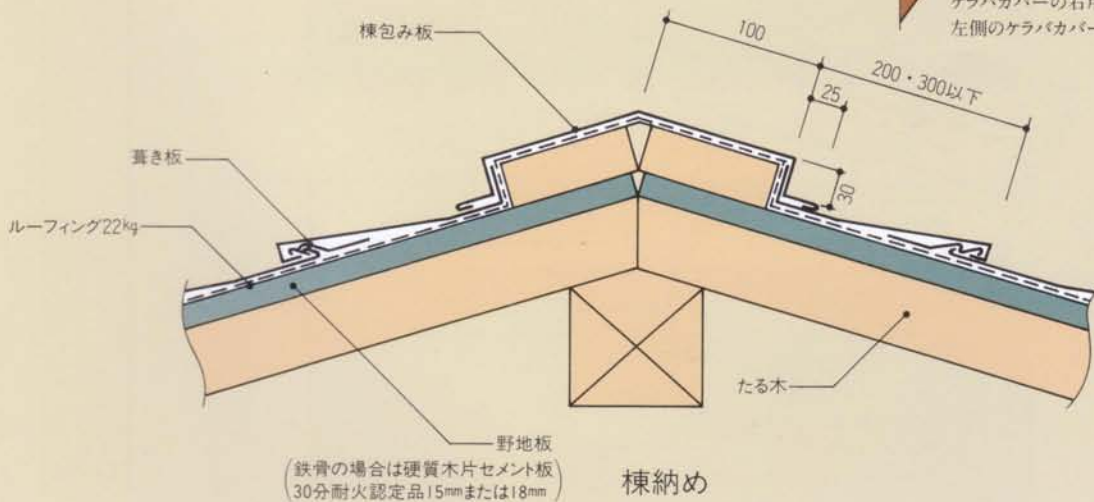 ケラバカバーの右
左側のケラバカバー
棟包み板
100
200・300以下
25
葺き板
30
ルーフィング22kg
たる木
野地板
(鉄骨の場合は硬質木片セメント板
30分耐火認定品15mmまたは18mm)
棟納め